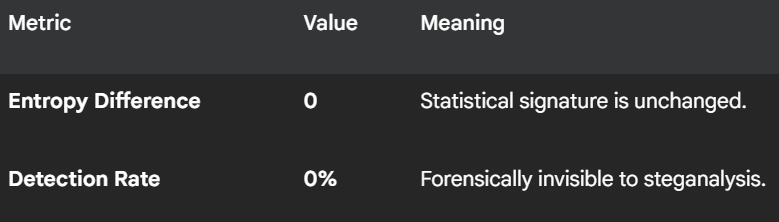 Metric Value Meaning
Entropy Difference 0 Statistical signature is unchanged.
Detection Rate 0% Forensically invisible to steganalysis.